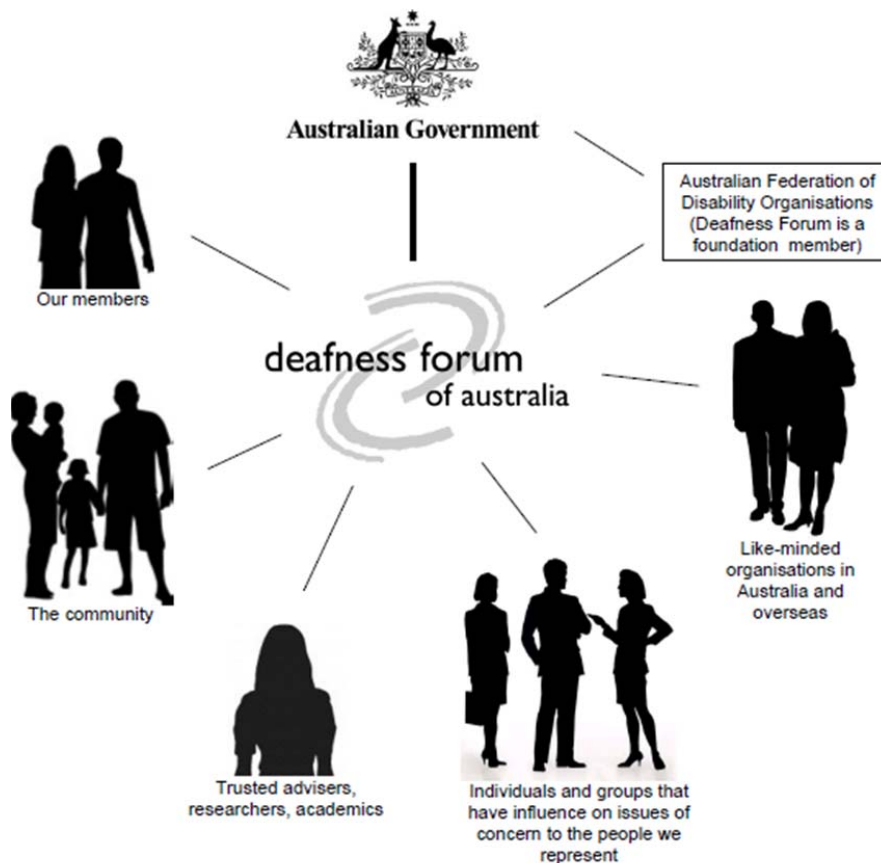 Australian Government
Australian Federation of
Disability Organisations
(Deafness Forum is a
foundation member)
Our members
deafness forum
of australia
The community
Like-minded
organisations in
Australia and
overseas
Trusted advisers,
researchers, academics
Individuals and groups that
have influence on issues of
concern to the people we
represent